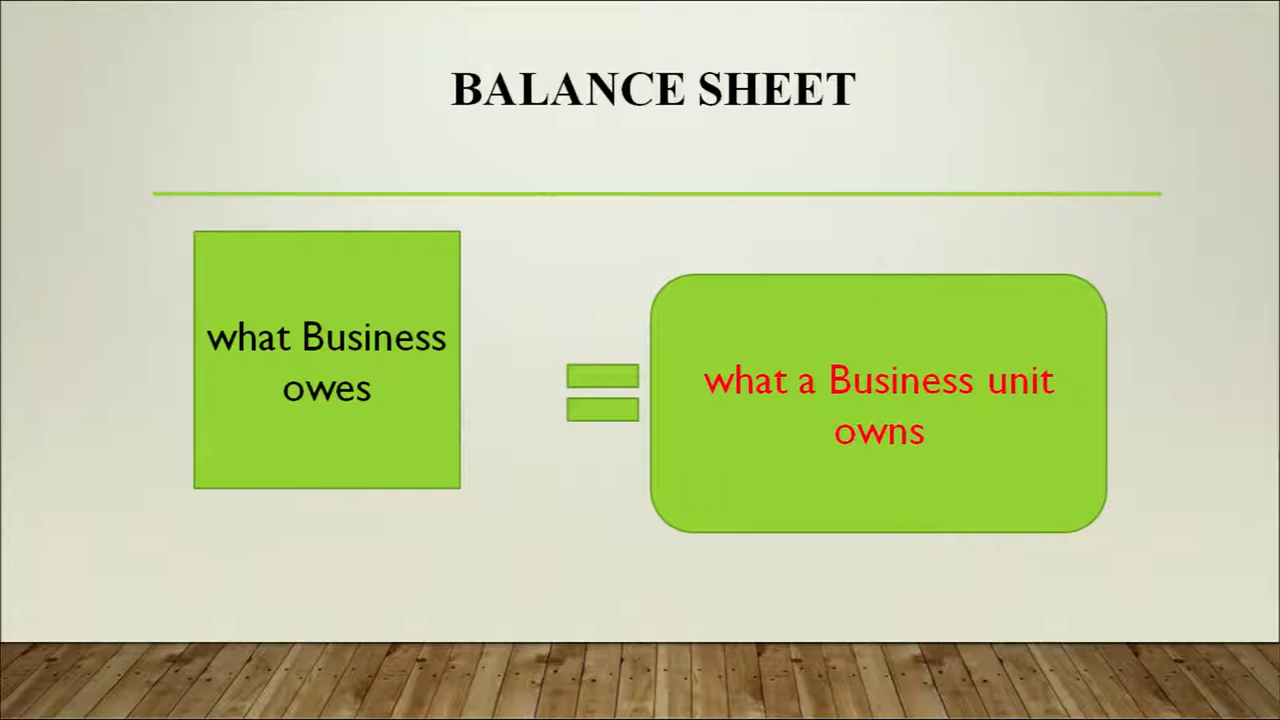 BALANCE SHEET
what Business
owes
what a Business unit
owns